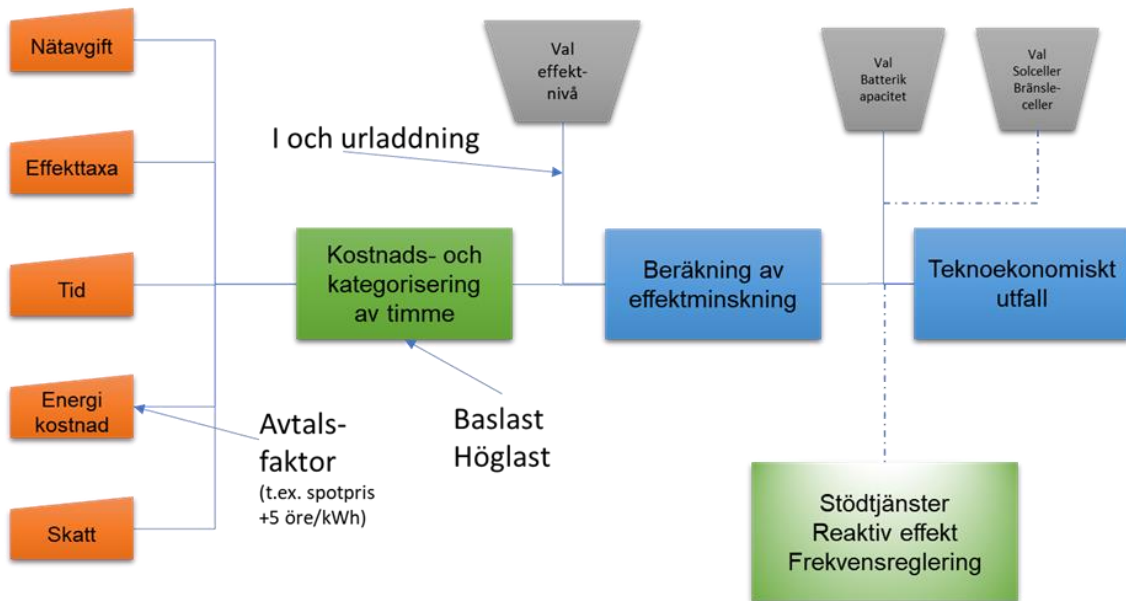 Nätavgift
Effekttaxa
Tid
Energi
kostnad
Skatt
Avtals-
faktor
(t.ex. spotpris
+5 öre/kWh)
Kostnads- och
kategorisering
av timme
Baslast
Höglast
I och urladdning
Val
effekt-
nivå
Beräkning av
effektminskning
Val
Batterik
apacitet
Val
Solceller
Bränsle-
celler
Teknoekonomiskt
utfall
Stödtjänster
Reaktiv effekt
Frekvensreglering